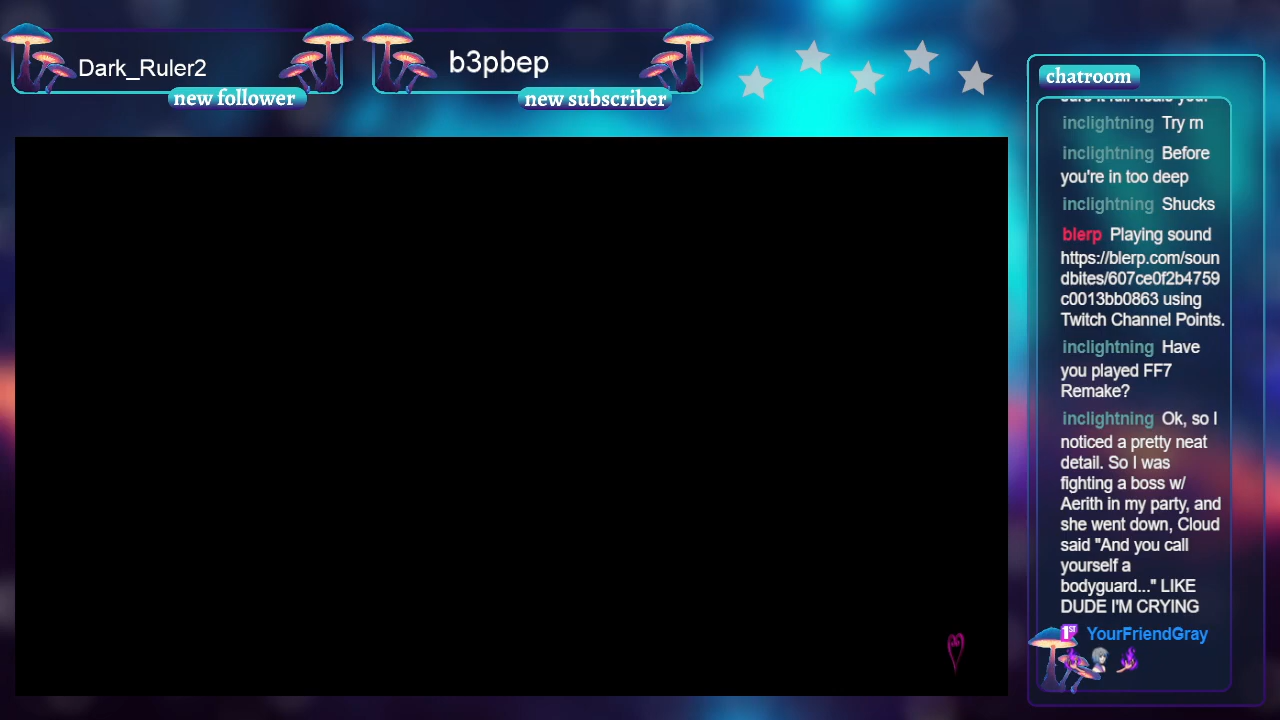 Dark_Ruler2
new follower
b3pbep
new subscriber
chatroom
inclightning Try rn
inclightning Before
you're in too deep
inclightning Shucks
blerp Playing sound
https://blerp.com/soun
dbites/607ce0f2b4759
c0013bb0863 using
Twitch Channel Points.
inclightning Have
you played FF7
Remake?
inclightning Ok, so I
noticed a pretty neat
detail. So I was
fighting a boss w/
Aerith in my party, and
she went down, Cloud
said "And you call
yourself a
bodyguard..." LIKE
DUDE I'M CRYING
1ST YourFriendGray